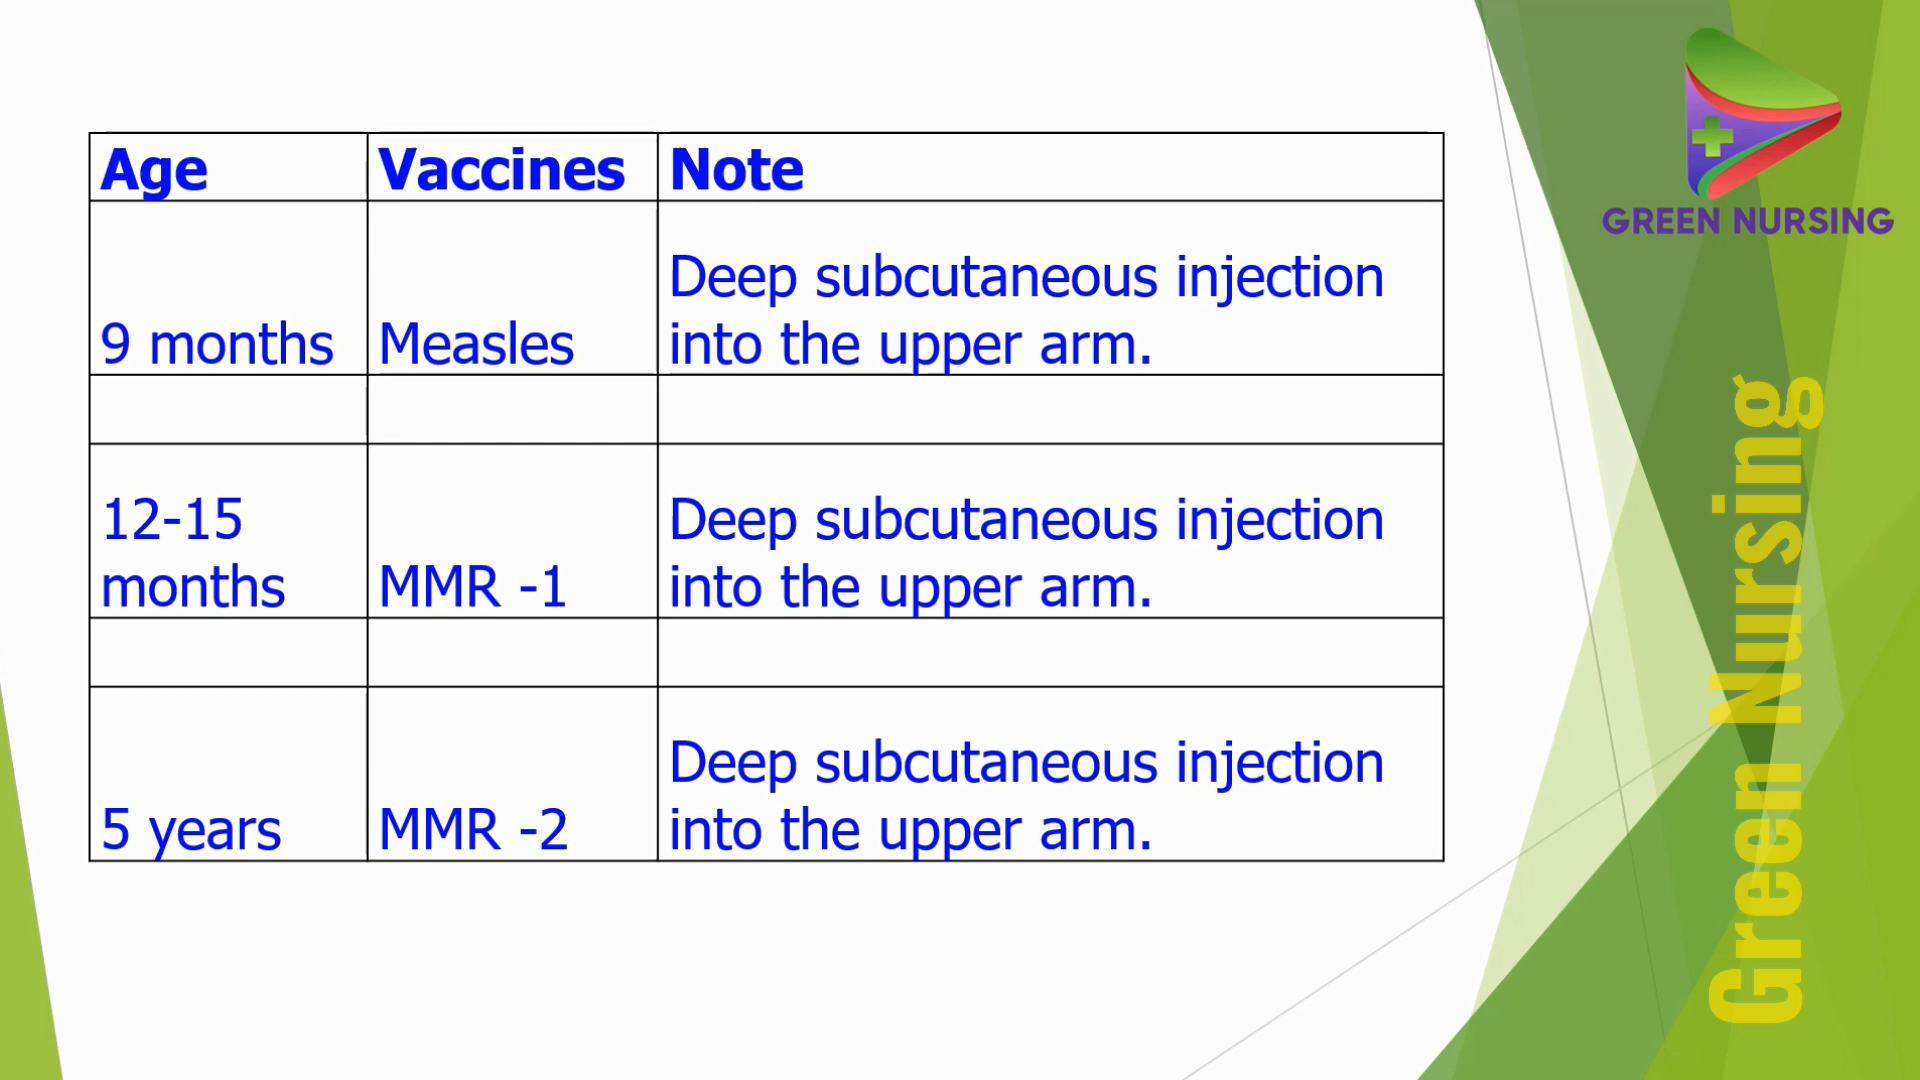 Age Vaccines Note
Deep subcutaneous injection
9 months Measles into the upper arm.
12-15 Deep subcutaneous injection
months MMR -1 into the upper arm.
Deep subcutaneous injection
5 years MMR -2 into the upper arm.
GREEN NURSING
Green Nursing